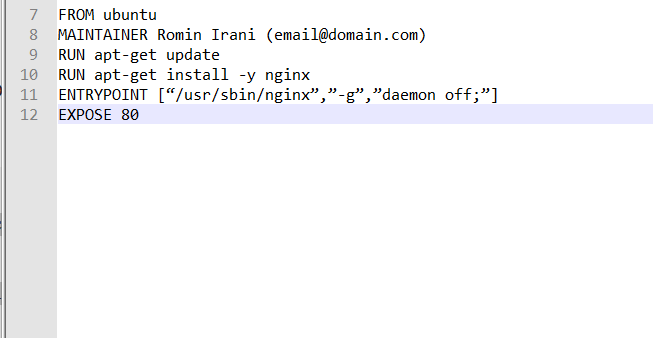 7 FROM ubuntu
8 MAINTAINER Romin Irani (email@domain.com)
9 RUN apt-get update
10 RUN apt-get install -y nginx
11 ENTRYPOINT [“/usr/sbin/nginx”,”-g”,”daemon off;”]
12 EXPOSE 80